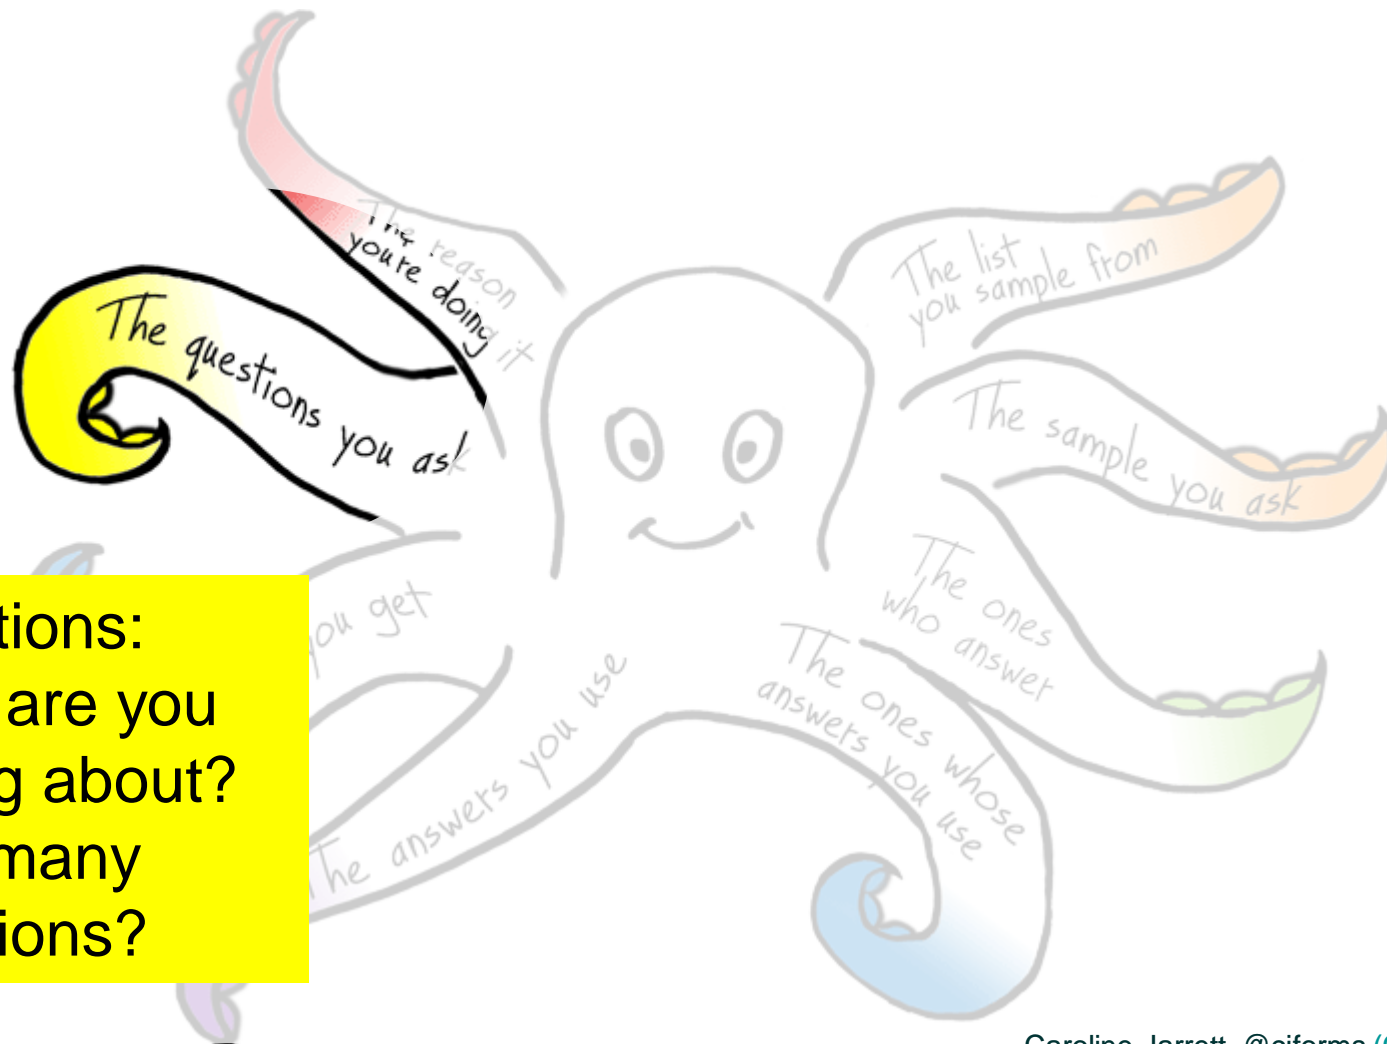 The reason
you're doing it
The questions you ask
The list
you sample from
The sample you ask
The ones
who answer
The ones whose
answers you use
The answers you use
you get
tions:
are you
g about?
many
ions?